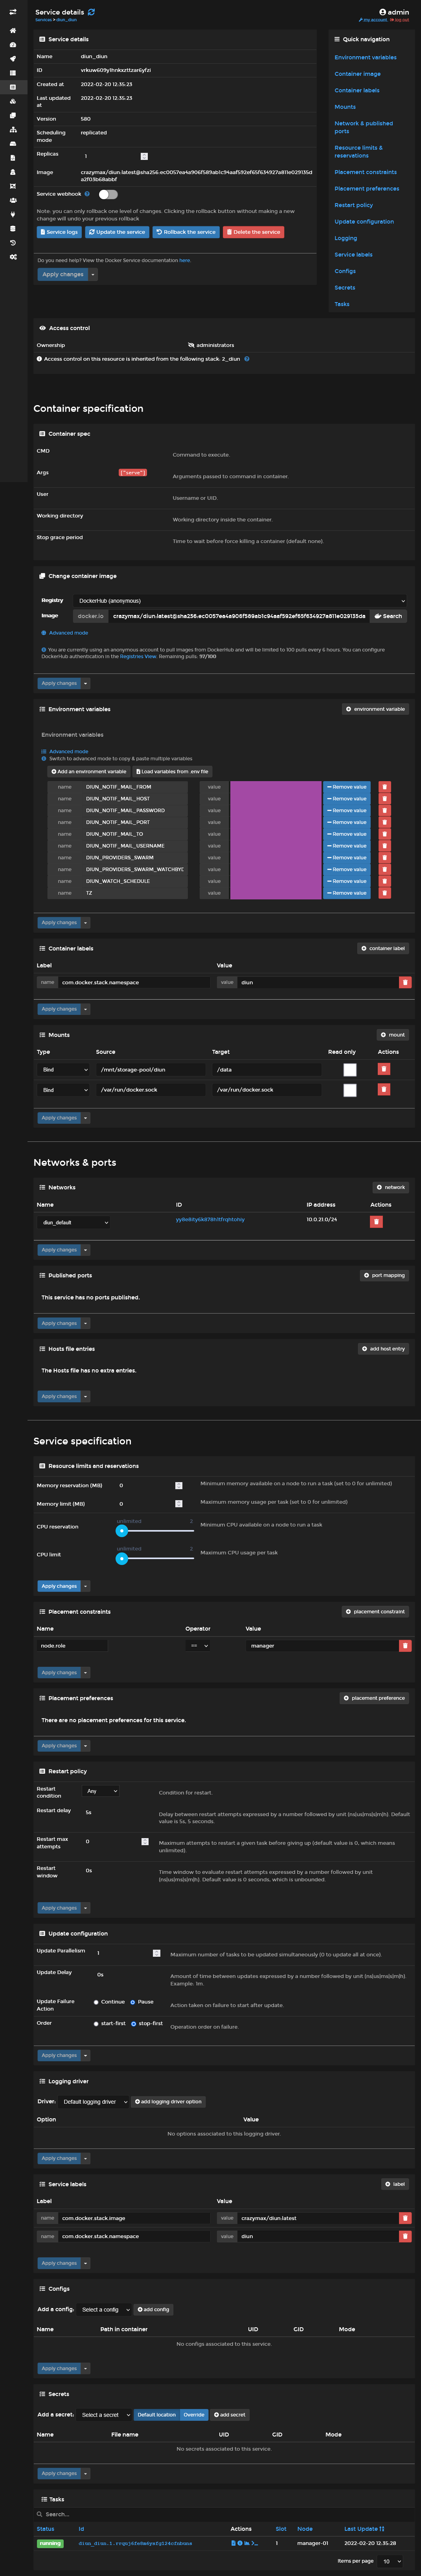 Service details
Services > diun_diun
admin
my account log out
Service details
Name diun_diun
ID
Created at 2022-02-20 12:35:23
Last updated at 2022-02-20 12:35:23
Version 580
Scheduling mode replicated
Replicas 1
Image
Service webhook
Note: you can only rollback one level of changes. Clicking the rollback button without making a new
change will undo your previous rollback
Service logs Update the service Rollback the service Delete the service
Do you need help? View the Docker Service documentation here.
Apply changes
Quick navigation
Environment variables
Container image
Container labels
Mounts
Network & published
ports
Resource limits &
reservations
Placement constraints
Placement preferences
Restart policy
Update configuration
Logging
Service labels
Configs
Secrets
Tasks
Access control
Ownership administrators
Access control on this resource is inherited from the following stack: 2_diun
Container specification
Container spec
CMD Command to execute.
Args ["serve"] Arguments passed to command in container.
User Username or UID.
Working directory Working directory inside the container.
Stop grace period Time to wait before force killing a container (default none).
Change container image
Registry DockerHub (anonymous)
Image docker.io Search
Advanced mode
You are currently using an anonymous account to pull images from DockerHub and will be limited to 100 pulls every 6 hours. You can configure
DockerHub authentication in the Registries View. Remaining pulls: 97/100
Apply changes
Environment variables environment variable
Environment variables
Advanced mode
Switch to advanced mode to copy & paste multiple variables
Add an environment variable Load variables from .env file
name DIUN_NOTIF_MAIL_FROM value Remove value
name DIUN_NOTIF_MAIL_HOST value Remove value
name DIUN_NOTIF_MAIL_PASSWORD value Remove value
name DIUN_NOTIF_MAIL_PORT value Remove value
name DIUN_NOTIF_MAIL_TO value Remove value
name DIUN_NOTIF_MAIL_USERNAME value Remove value
name DIUN_PROVIDERS_SWARM value Remove value
name DIUN_PROVIDERS_SWARM_WATCHBYD value Remove value
name DIUN_WATCH_SCHEDULE value Remove value
name TZ value Remove value
Apply changes
Container labels container label
Label Value
name com.docker.stack.namespace value diun
Apply changes
Mounts mount
Type Source Target Read only Actions
Bind /mnt/storage-pool/diun /data
Bind /var/run/docker.sock /var/run/docker.sock
Apply changes
Networks & ports
Networks network
Name ID IP address Actions
diun_default 10.0.21.0/24
Apply changes
Published ports port mapping
This service has no ports published.
Apply changes
Hosts file entries add host entry
The Hosts file has no extra entries.
Apply changes
Service specification
Resource limits and reservations
Memory reservation (MB) 0 Minimum memory available on a node to run a task (set to 0 for unlimited)
Memory limit (MB) 0 Maximum memory usage per task (set to 0 for unlimited)
CPU reservation unlimited 2 Minimum CPU available on a node to run a task
CPU limit unlimited 2 Maximum CPU usage per task
Apply changes
Placement constraints placement constraint
Name Operator Value
node.role == manager
Apply changes
Placement preferences placement preference
There are no placement preferences for this service.
Apply changes
Restart policy
Restart condition Any Condition for restart.
Restart delay 5s Delay between restart attempts expressed by a number followed by unit (ns|us|ms|s|m|h). Default
value is 5s, 5 seconds.
Restart max attempts 0 Maximum attempts to restart a given task before giving up (default value is 0, which means
unlimited).
Restart window 0s Time window to evaluate restart attempts expressed by a number followed by unit
(ns|us|ms|s|m|h). Default value is 0 seconds, which is unbounded.
Apply changes
Update configuration
Update Parallelism 1 Maximum number of tasks to be updated simultaneously (0 to update all at once).
Update Delay 0s Amount of time between updates expressed by a number followed by unit (ns|us|ms|s|m|h).
Example: 1m.
Update Failure Action Continue Pause Action taken on failure to start after update.
Order start-first stop-first Operation order on failure.
Apply changes
Logging driver
Driver: Default logging driver add logging driver option
Option Value
No options associated to this logging driver.
Apply changes
Service labels label
Label Value
name com.docker.stack.image value crazymax/diun:latest
name com.docker.stack.namespace value diun
Apply changes
Configs
Add a config: Select a config add config
Name Path in container UID GID Mode
No configs associated to this service.
Apply changes
Secrets
Add a secret: Select a secret Default location Override add secret
Name File name UID GID Mode
No secrets associated to this service.
Apply changes
Tasks
Search...
Status Id Actions Slot Node Last Update
running 1 manager-01 2022-02-20 12:35:28
Items per page 10